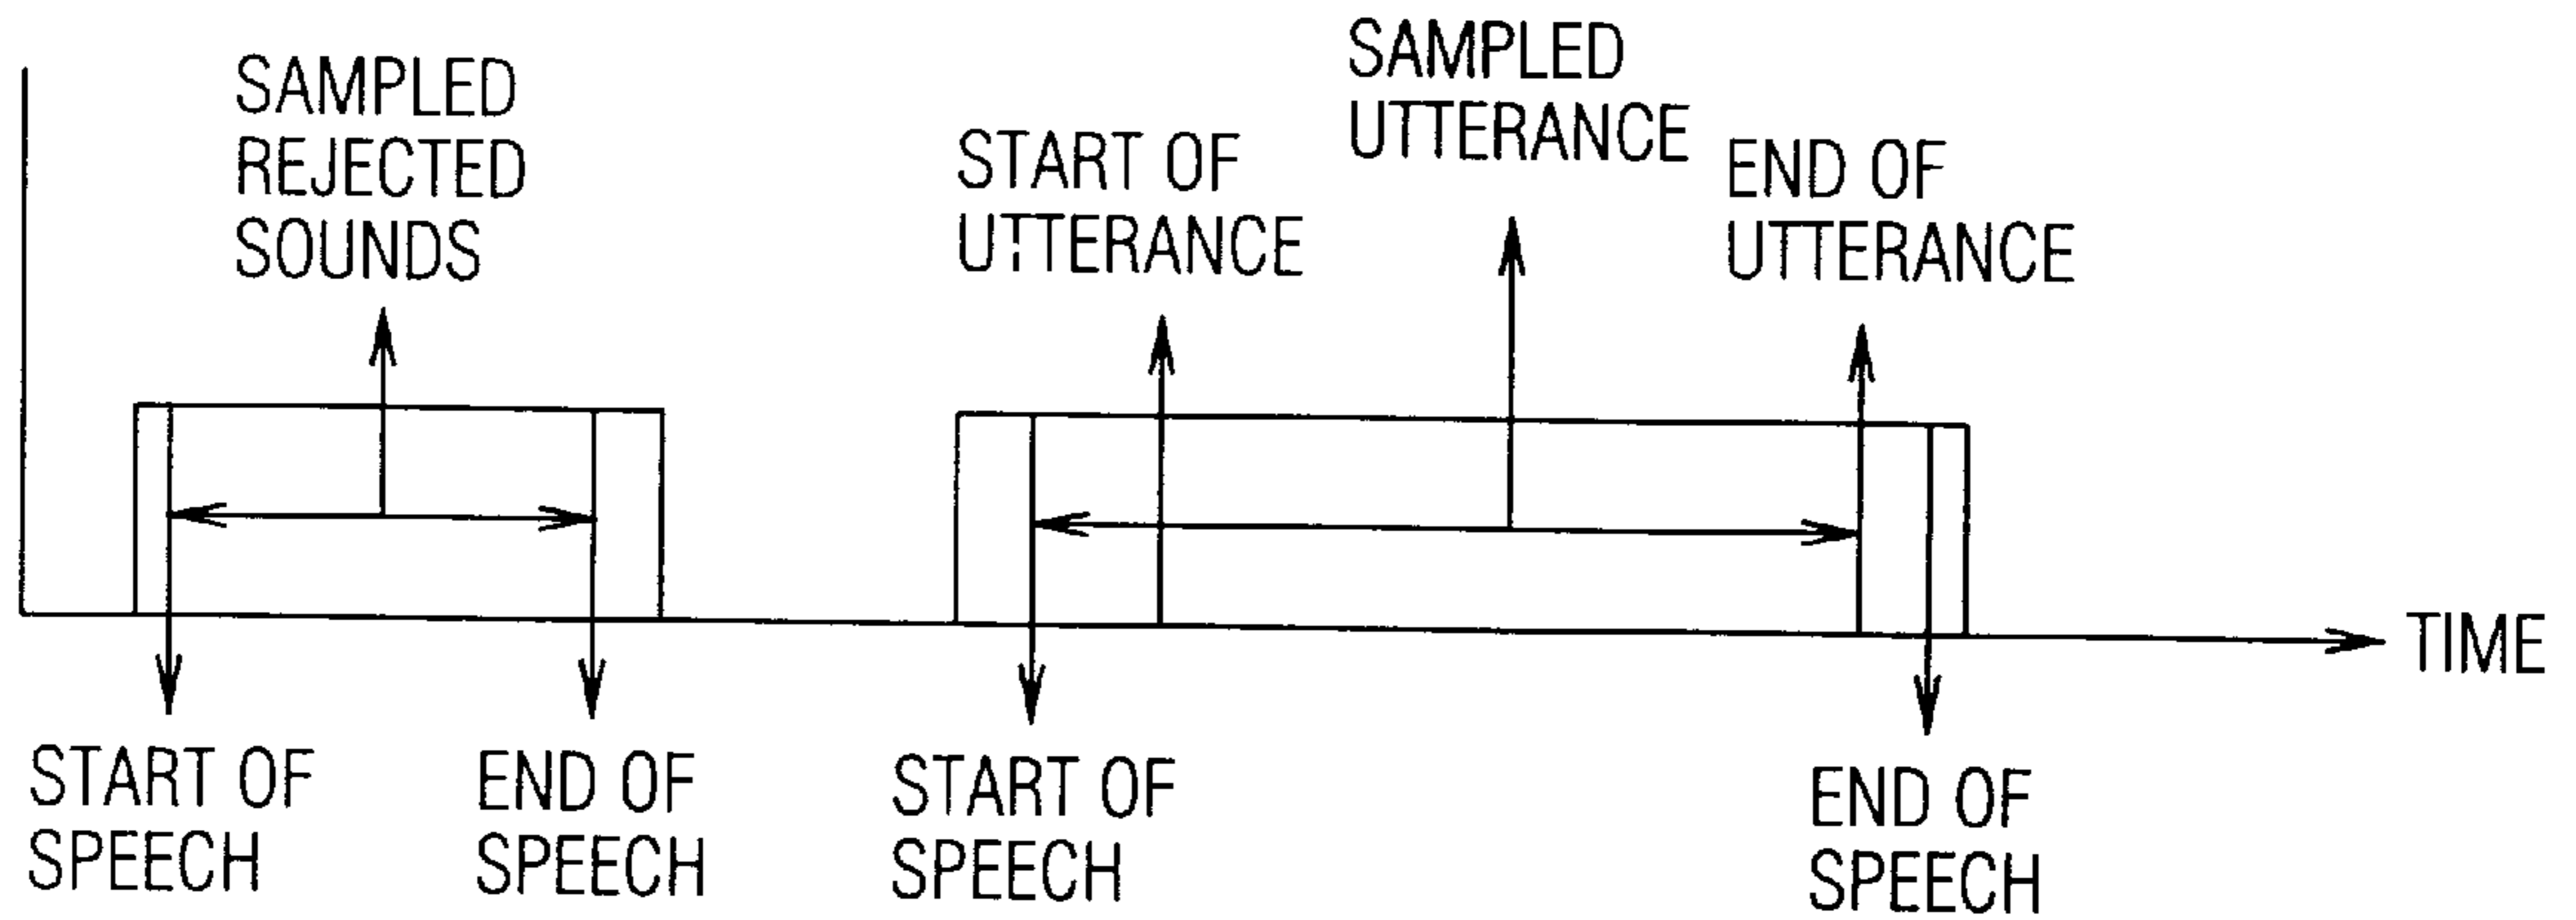 SAMPLED
REJECTED
SOUNDS
START OF
UTTERANCE
SAMPLED
UTTERANCE
END OF
UTTERANCE
TIME
START OF
SPEECH
END OF
SPEECH
START OF
SPEECH
END OF
SPEECH